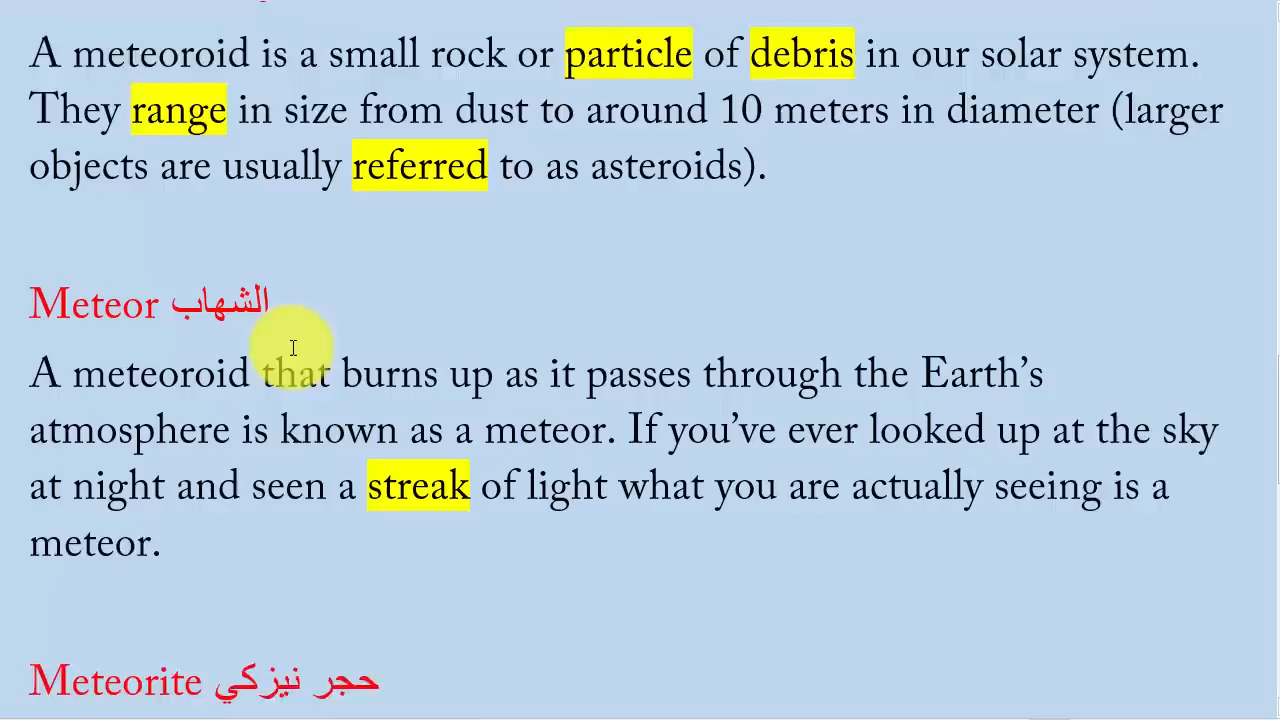 A meteoroid is a small rock or particle of debris in our solar system.
They range in size from dust to around 10 meters in diameter (larger
objects are usually referred to as asteroids).
Meteor الشهاب
A meteoroid that burns up as it passes through the Earth’s
atmosphere is known as a meteor. If you’ve ever looked up at the sky
at night and seen a streak of light what you are actually seeing is a
meteor.
Meteorite حجر نيزكي